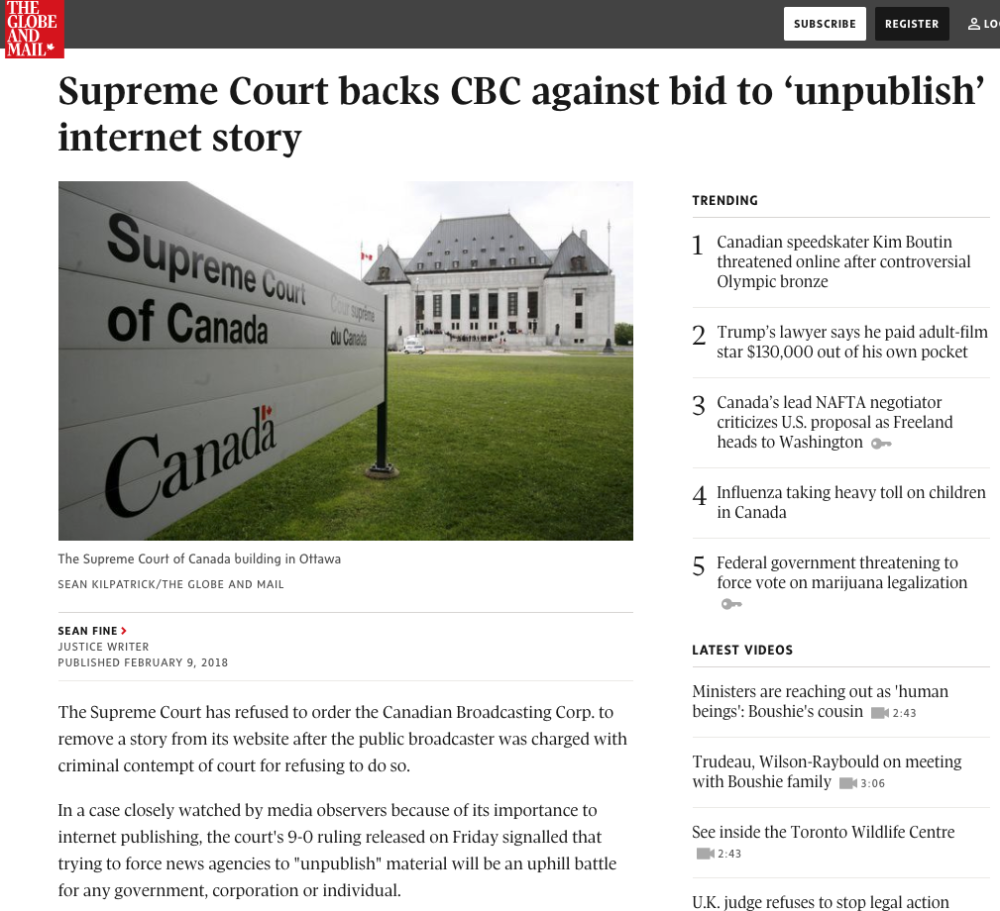 THE
GLOBE
AND
MAIL
SUBSCRIBE
REGISTER
Supreme Court backs CBC against bid to ‘unpublish’
internet story
Supreme Court
of Canada
Cour suprême
du Canada
Canada
The Supreme Court of Canada building in Ottawa
SEAN KILPATRICK/THE GLOBE AND MAIL
SEAN FINE
JUSTICE WRITER
PUBLISHED FEBRUARY 9, 2018
The Supreme Court has refused to order the Canadian Broadcasting Corp. to
remove a story from its website after the public broadcaster was charged with
criminal contempt of court for refusing to do so.
In a case closely watched by media observers because of its importance to
internet publishing, the court's 9-0 ruling released on Friday signalled that
trying to force news agencies to "unpublish" material will be an uphill battle
for any government, corporation or individual.
TRENDING
1 Canadian speedskater Kim Boutin
threatened online after controversial
Olympic bronze
2 Trump’s lawyer says he paid adult-film
star $130,000 out of his own pocket
3 Canada’s lead NAFTA negotiator
criticizes U.S. proposal as Freeland
heads to Washington
4 Influenza taking heavy toll on children
in Canada
5 Federal government threatening to
force vote on marijuana legalization
LATEST VIDEOS
Ministers are reaching out as 'human
beings': Boushie's cousin 2:43
Trudeau, Wilson-Raybould on meeting
with Boushie family 3:06
See inside the Toronto Wildlife Centre
2:43
U.K. judge refuses to stop legal action